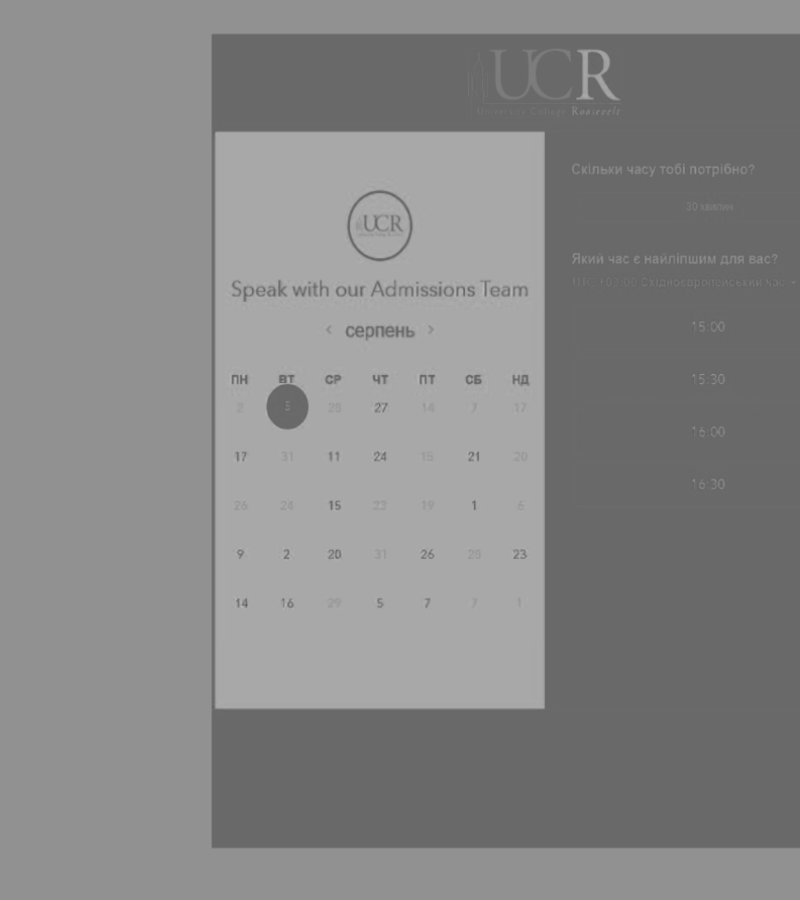 UCR
University College Roosevelt
UCR
Speak with our Admissions Team
‹ серпень ›
ПН ВТ СР ЧТ ПТ СБ НД
2 5 28 27 14 7 17
17 31 11 24 15 21 20
26 24 15 22 19 1 6
9 2 20 31 26 28 23
14 16 29 5 7 7 1
Скільки часу тобі потрібно?
30 хвилин
Який час є найліпшим для вас?
UTC +03:00 Східноєвропейський час
15:00
15:30
16:00
16:30